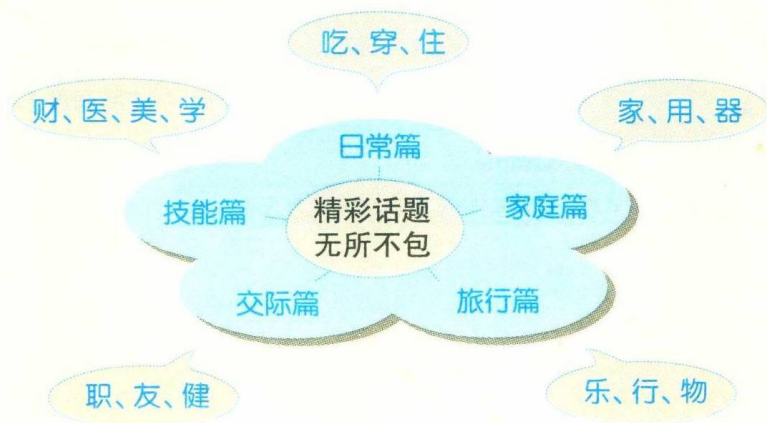 吃、穿、住
财、医、美、学
家、用、器
日常篇
技能篇
精彩话题
无所不包
家庭篇
交际篇
旅行篇
职、友、健
乐、行、物